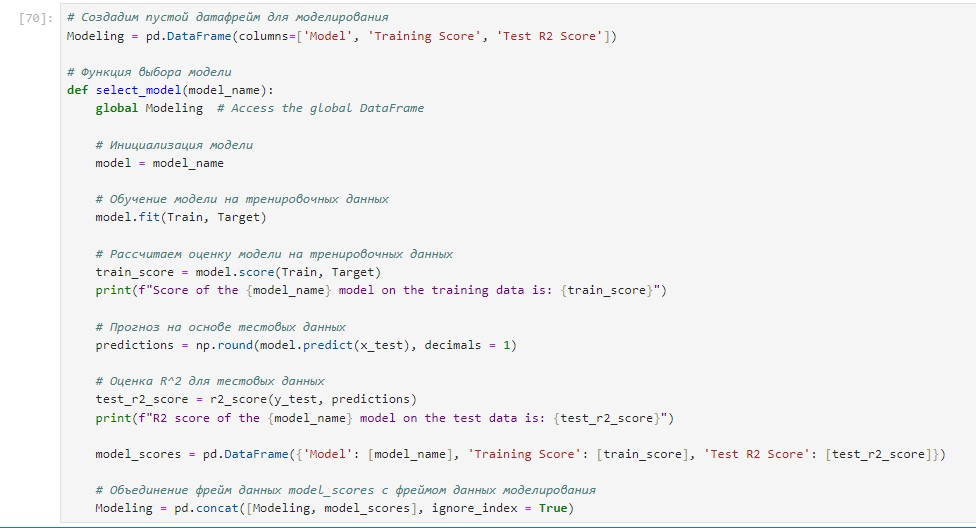 [70]:
# Создадим пустой датафрейм для моделирования
Modeling = pd.DataFrame(columns=['Model', 'Training Score', 'Test R2 Score'])
# Функция выбора модели
def select_model(model_name):
global Modeling  # Access the global DataFrame
# Инициализация модели
model = model_name
# Обучение модели на тренировочных данных
model.fit(Train, Target)
# Рассчитаем оценку модели на тренировочных данных
train_score = model.score(Train, Target)
print(f"Score of the {model_name} model on the training data is: {train_score}")
# Прогноз на основе тестовых данных
predictions = np.round(model.predict(x_test), decimals = 1)
# Оценка R^2 для тестовых данных
test_r2_score = r2_score(y_test, predictions)
print(f"R2 score of the {model_name} model on the test data is: {test_r2_score}")
model_scores = pd.DataFrame({'Model': [model_name], 'Training Score': [train_score], 'Test R2 Score': [test_r2_score]})
# Объединение фрейм данных model_scores с фреймом данных моделирования
Modeling = pd.concat([Modeling, model_scores], ignore_index = True)